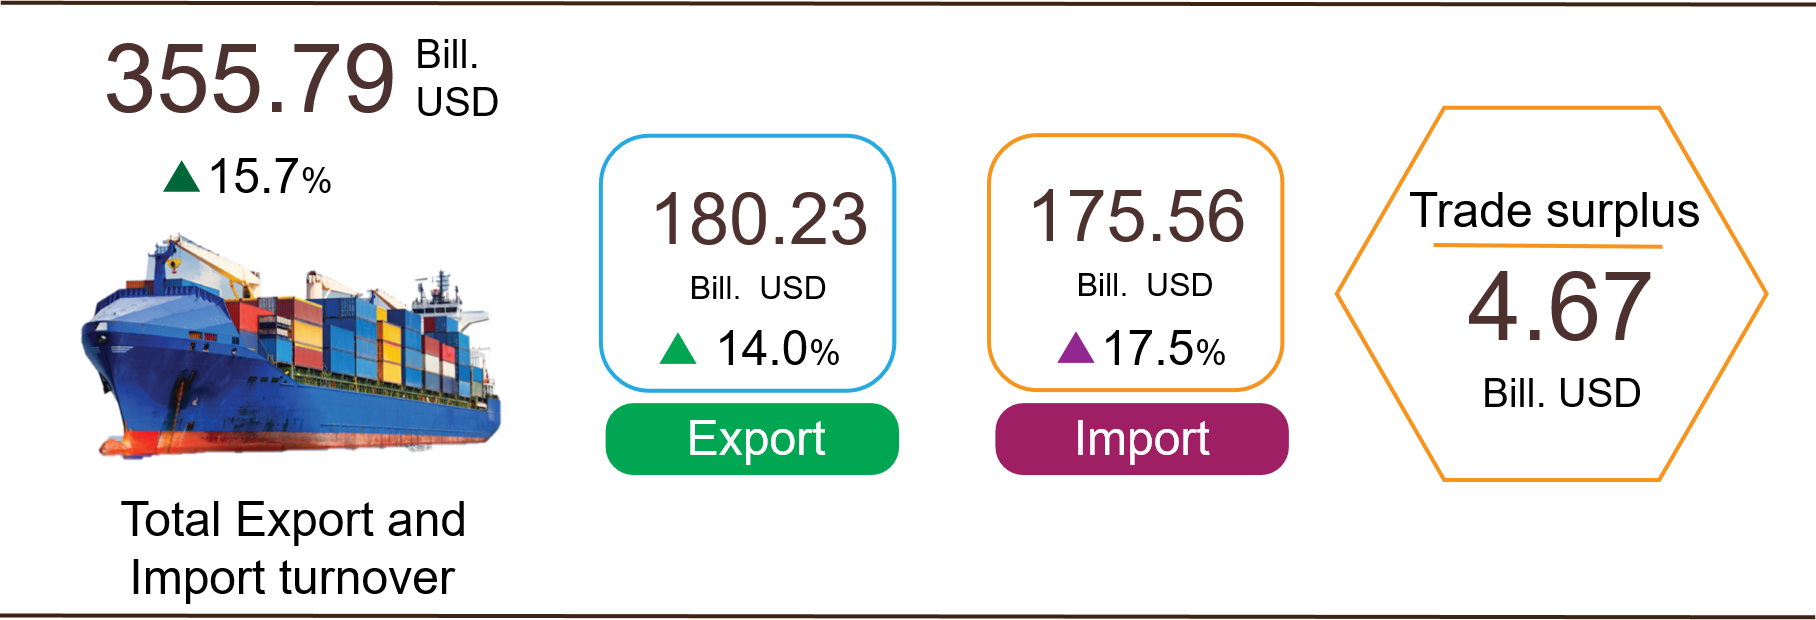 355.79 Bill.
USD
▲ 15.7%
Total Export and
Import turnover
180.23
Bill. USD
▲ 14.0%
Export
175.56
Bill. USD
▲ 17.5%
Import
Trade surplus
4.67
Bill. USD